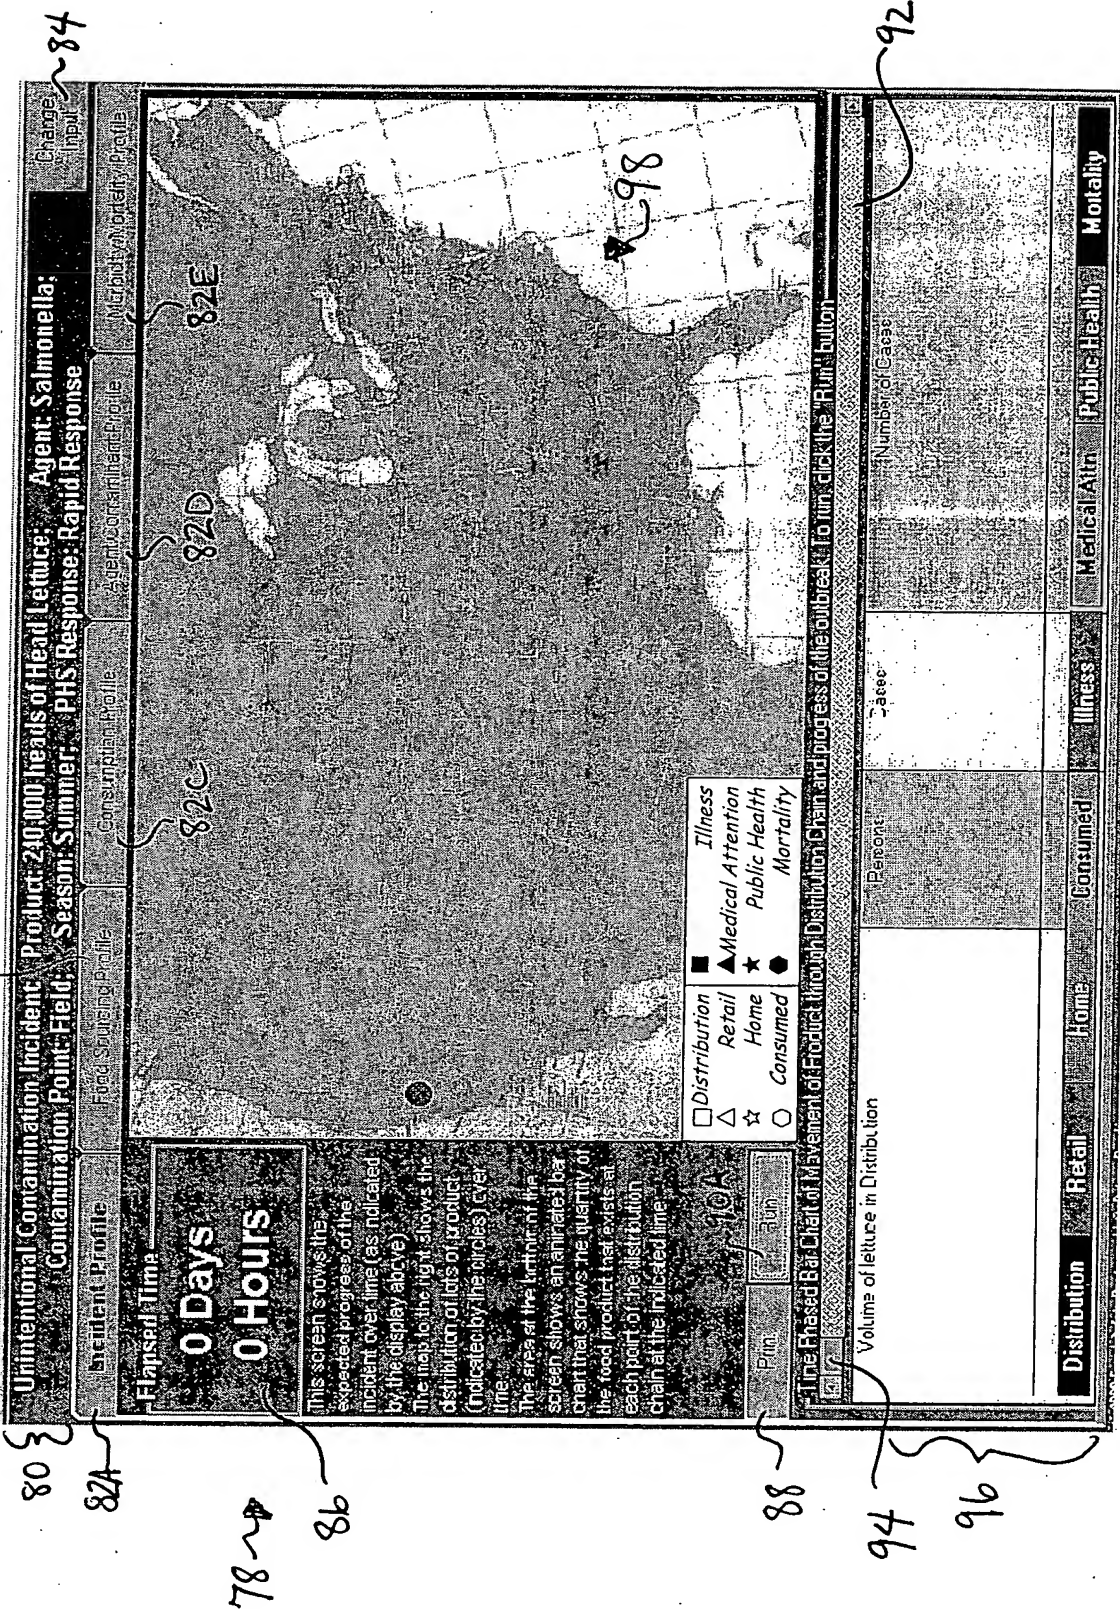 Unintentional Contamination Incident: Product: 240,000 heads of Head Lettuce; Agent: Salmonella;
Contamination Point: Field; Season: Summer; PHS Response: Rapid Response
Change Input
84
80
Incident Profile
Food Sourcing Profile
Consumption Profile
Agent/Contaminant Profile
Morbidity/Mortality Profile
82A
82C
82D
82E
Elapsed Time
0 Days
0 Hours
78
86
This screen shows the
expected progress of the
incident over time (as indicated
by the display above)
The map to the right shows the
distribution of lots of product
(indicated by the circles) over
time.
The area at the bottom of the
screen shows an animated bar
chart that shows the quantity of
the food product that exists at
each part of the distribution
chain at the indicated time.
90A
88
Run
98
Distribution
Retail
Home
Consumed
Illness
Medical Attention
Public Health
Mortality
Time Phased Bar Chart of Movement of Product through Distribution Chain and progress of the outbreak. To run, click the "Run" button
92
94
96
Volume of lettuce in Distribution
Persons
Cases
Number of Cases
Distribution
Retail
Home
Consumed
Illness
Medical Attn
Public Health
Mortality